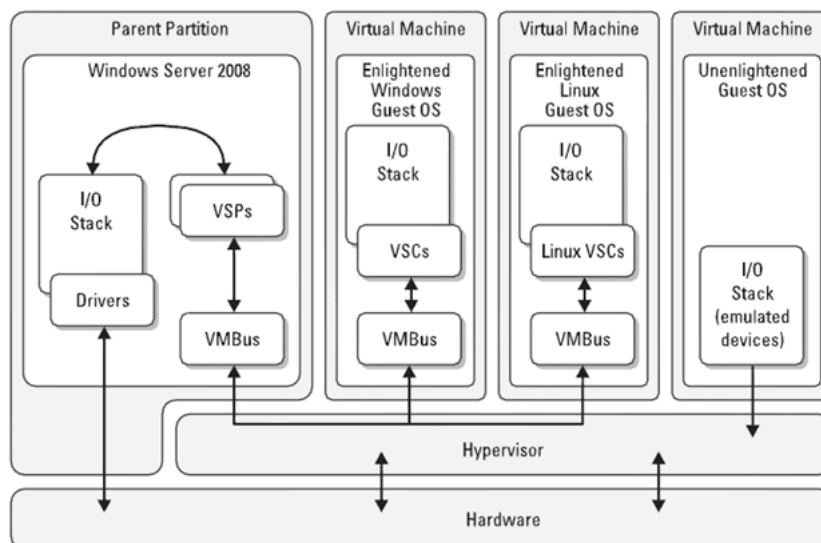 Parent Partition
Windows Server 2008
I/O
Stack
Drivers
VSPs
VMBus
Virtual Machine
Enlightened
Windows
Guest OS
I/O
Stack
VSCs
VMBus
Virtual Machine
Enlightened
Linux
Guest OS
I/O
Stack
Linux VSCs
VMBus
Virtual Machine
Unenlightened
Guest OS
I/O
Stack
(emulated
devices)
Hypervisor
Hardware